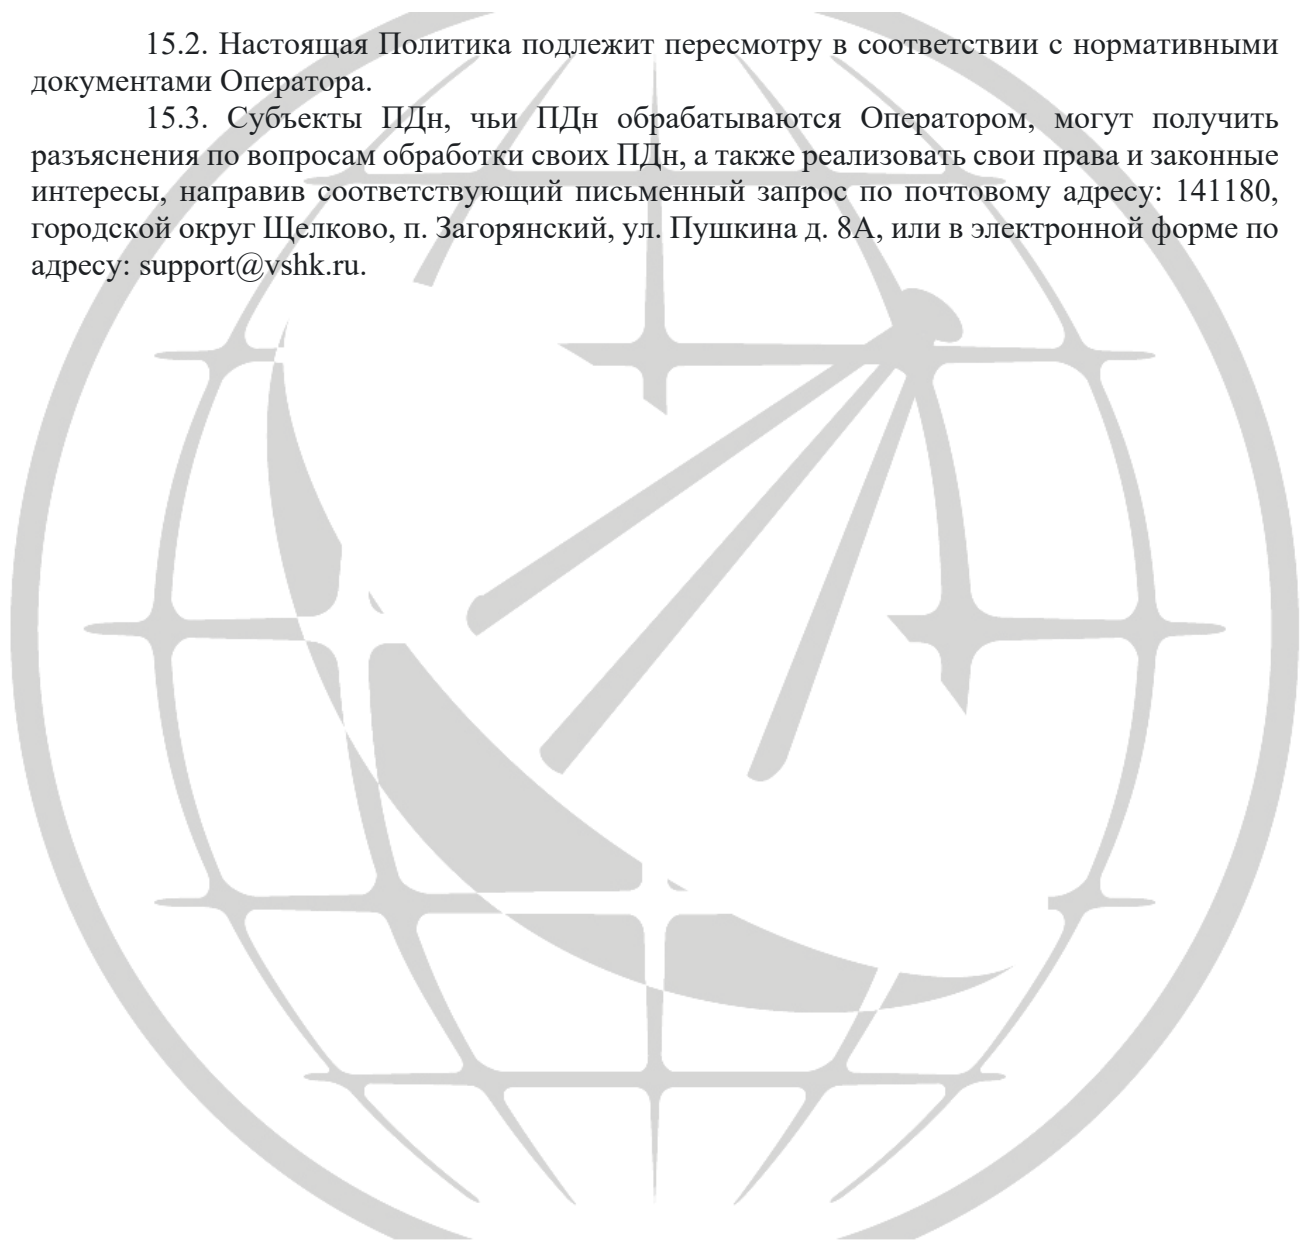 15.2. Настоящая Политика подлежит пересмотру в соответствии с нормативными
документами Оператора.
15.3. Субъекты ПДн, чьи ПДн обрабатываются Оператором, могут получить
разъяснения по вопросам обработки своих ПДн, а также реализовать свои права и законные
интересы, направив соответствующий письменный запрос по почтовому адресу: 141180,
городской округ Щелково, п. Загорянский, ул. Пушкина д. 8А, или в электронной форме по
адресу: support@vshk.ru.